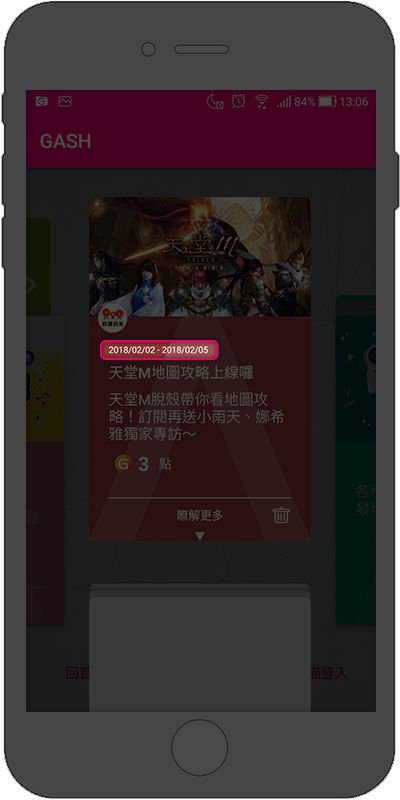 84% 13:06
GASH
天堂M
2018/02/02 - 2018/02/05
天堂M地圖攻略上線囉
天堂M脫殼帶你看地圖攻
略！訂閱再送小雨天、娜希
雅獨家專訪～
G 3 點
瞭解更多
各種
發現
回首
描登入